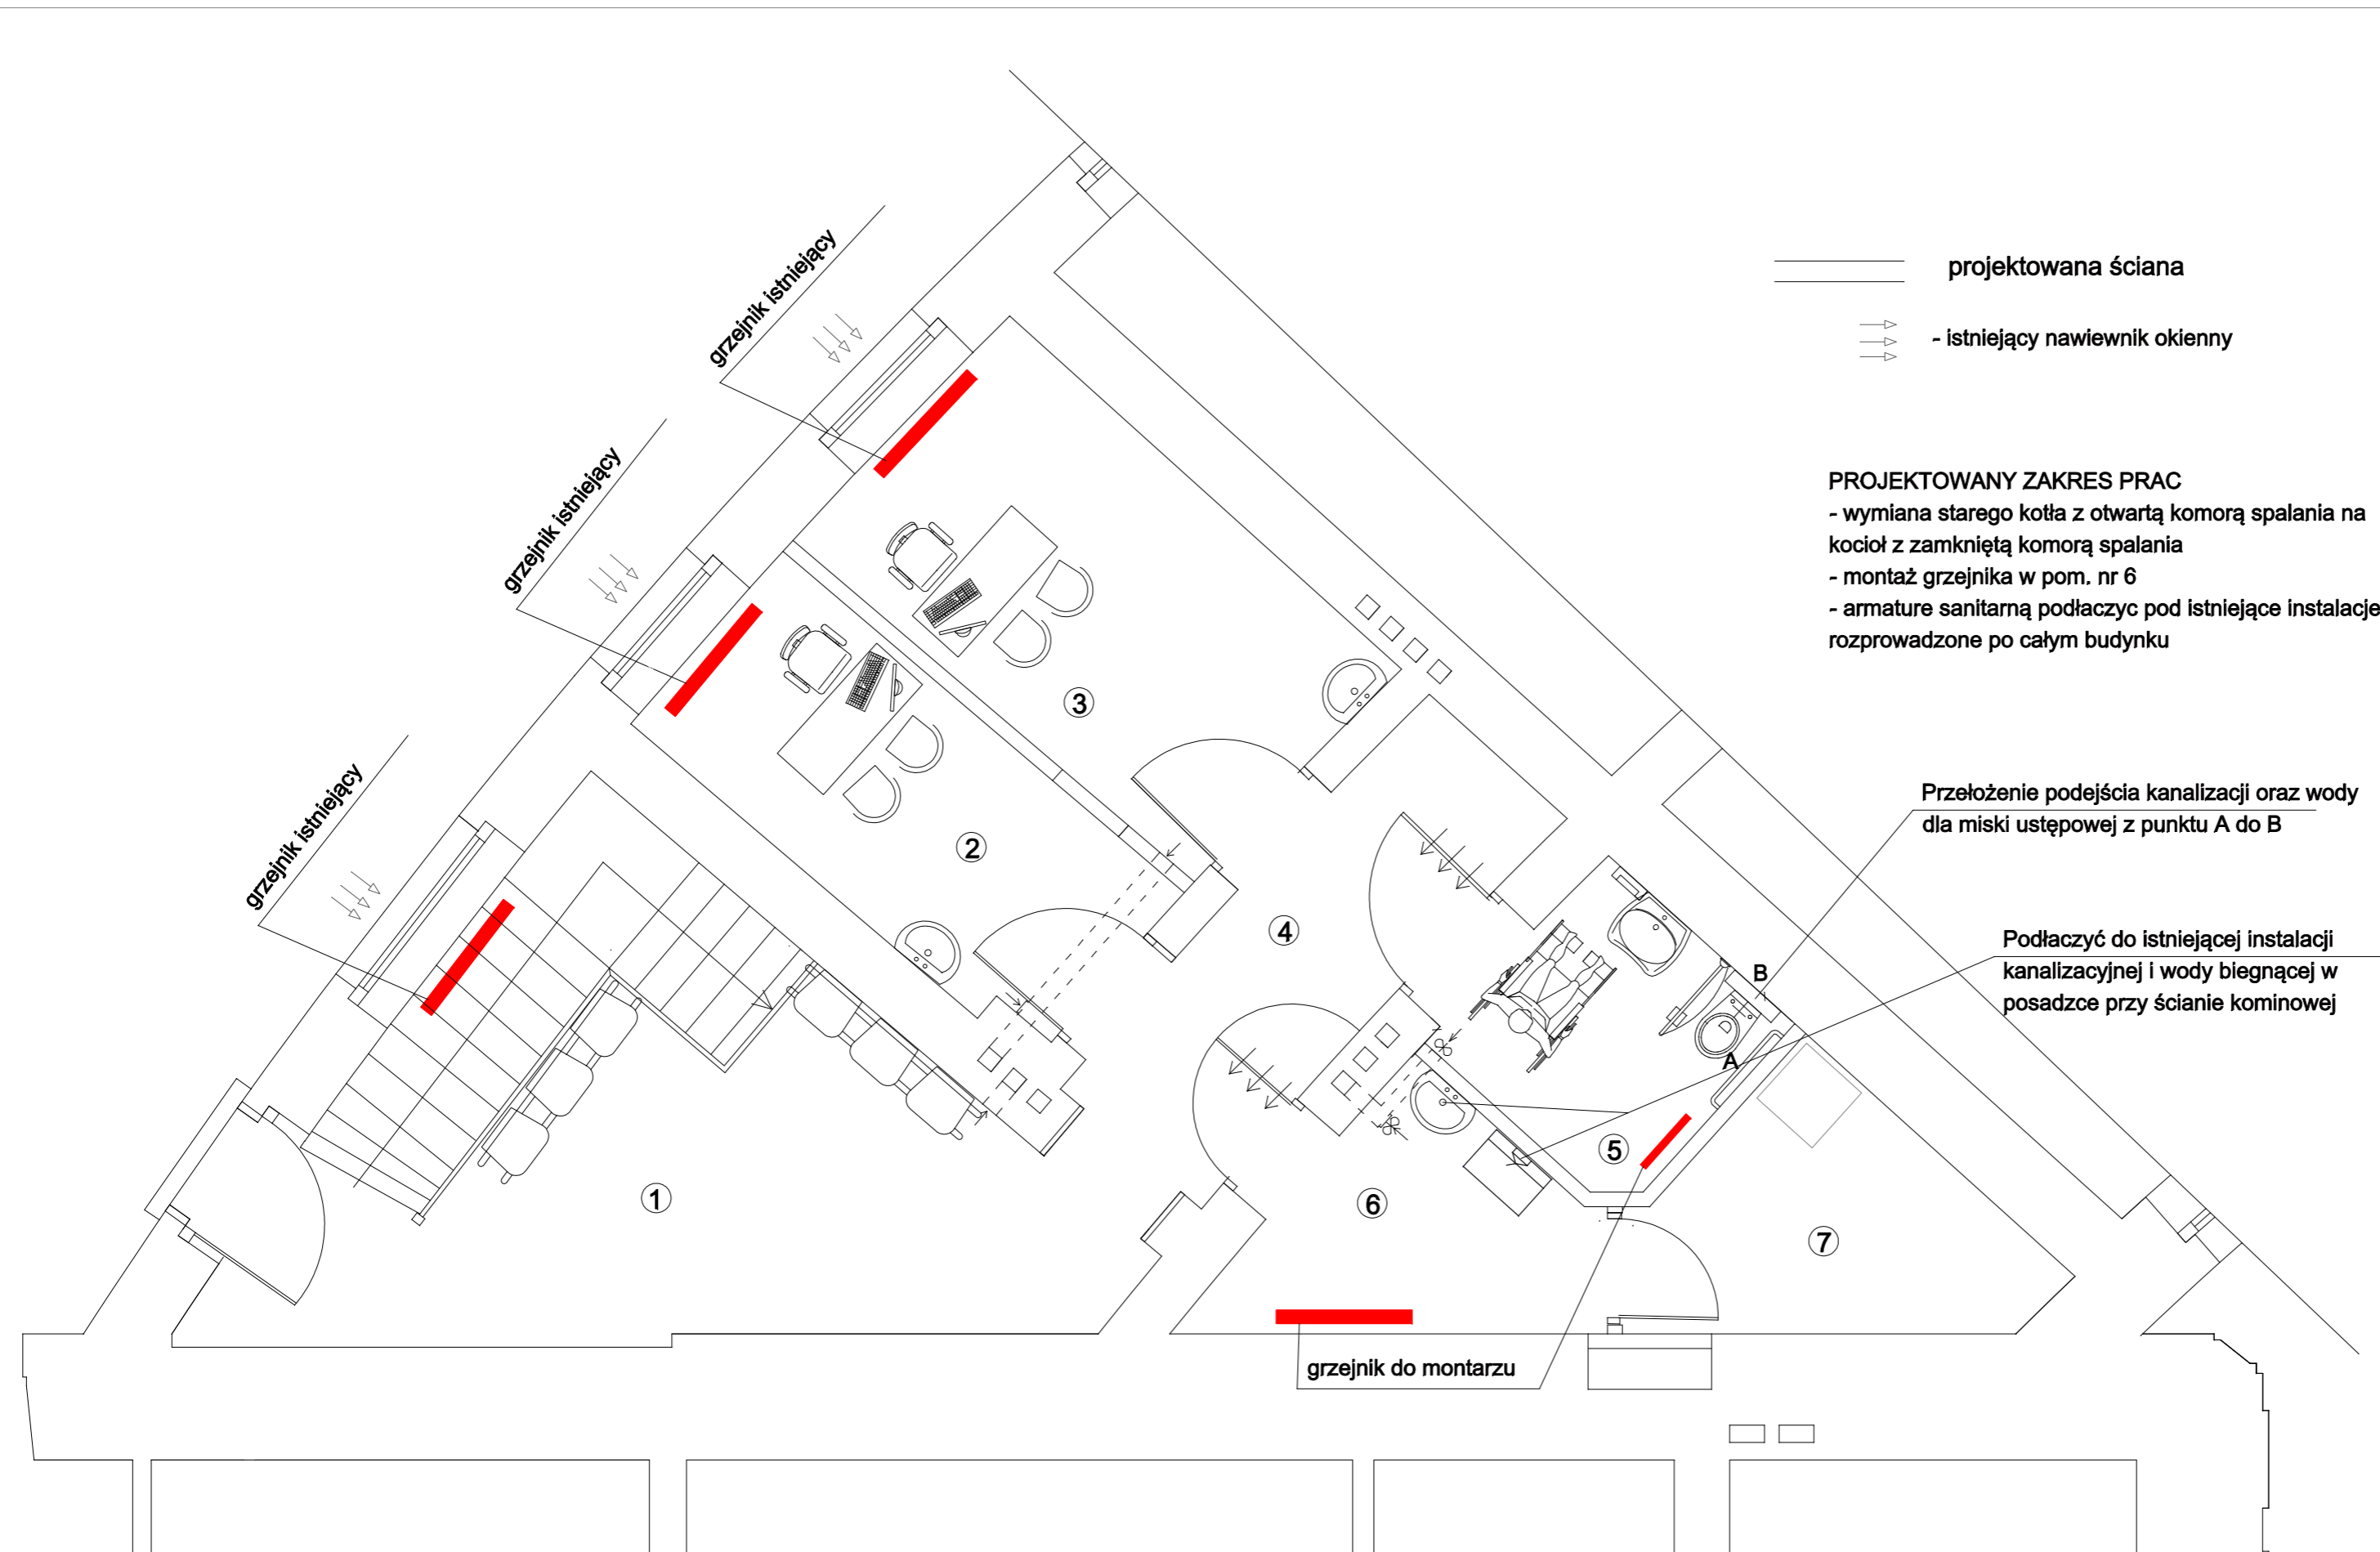 grzejnik istniejący
grzejnik istniejący
grzejnik istniejący
projektowana ściana
- istniejący nawiewnik okienny
PROJEKTOWANY ZAKRES PRAC
- wymiana starego kotła z otwartą komorą spalania na
kocioł z zamkniętą komorą spalania
- montaż grzejnika w pom. nr 6
- armature sanitarną podłaczyc pod istniejące instalacje
rozprowadzone po całym budynku
Przełożenie podejścia kanalizacji oraz wody
dla miski ustępowej z punktu A do B
Podłaczyć do istniejącej instalacji
kanalizacyjnej i wody biegnącej w
posadzce przy ścianie kominowej
3
2
4
B
A
5
1
6
7
grzejnik do montarzu